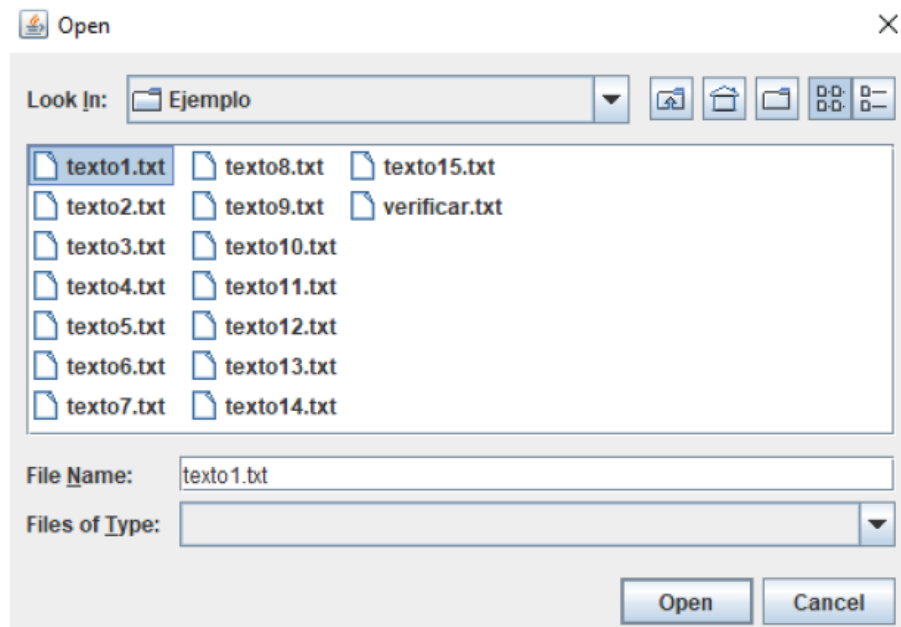 Open
Look In: Ejemplo
texto1.txt texto8.txt texto15.txt
texto2.txt texto9.txt verificar.txt
texto3.txt texto10.txt
texto4.txt texto11.txt
texto5.txt texto12.txt
texto6.txt texto13.txt
texto7.txt texto14.txt
File Name: texto1.txt
Files of Type:
Open Cancel